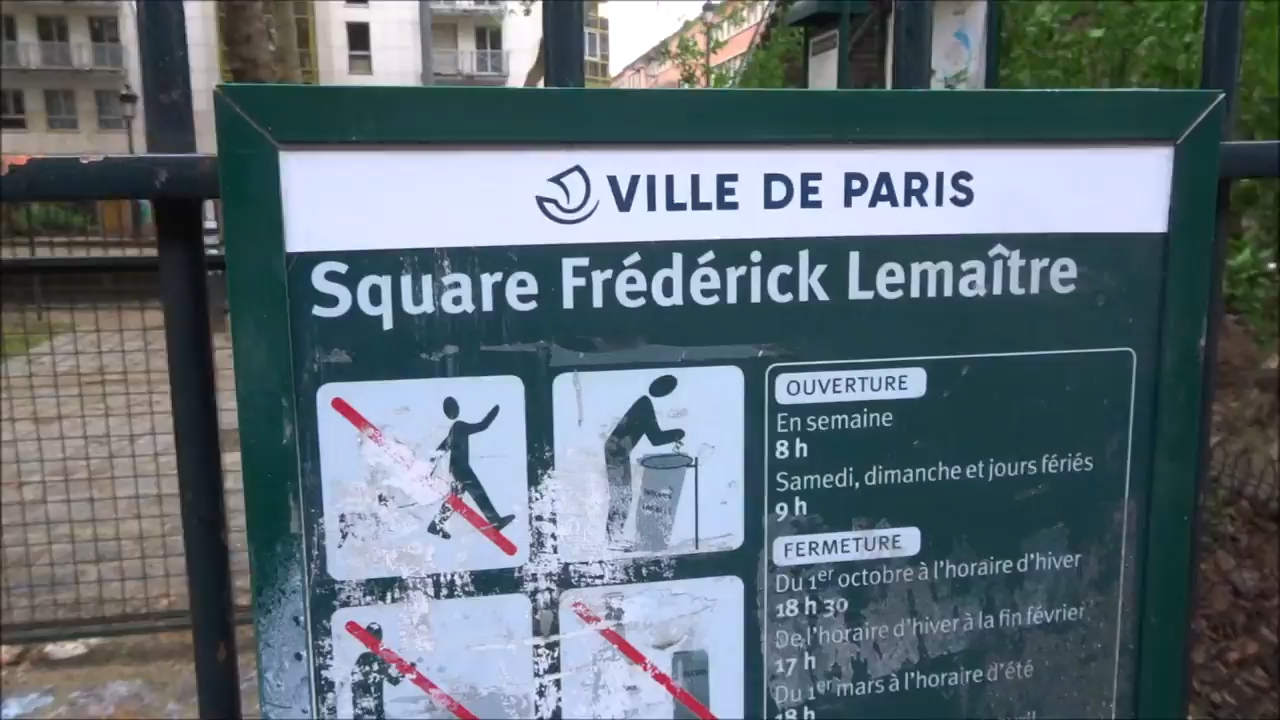 VILLE DE PARIS
Square Frédérick Lemaître
OUVERTURE
En semaine
8 h
Samedi, dimanche et jours fériés
9 h
FERMETURE
Du 1er octobre à l'horaire d'hiver
18 h 30
De l'horaire d'hiver à la fin février
17 h
Du 1er mars à l'horaire d'été
18 h